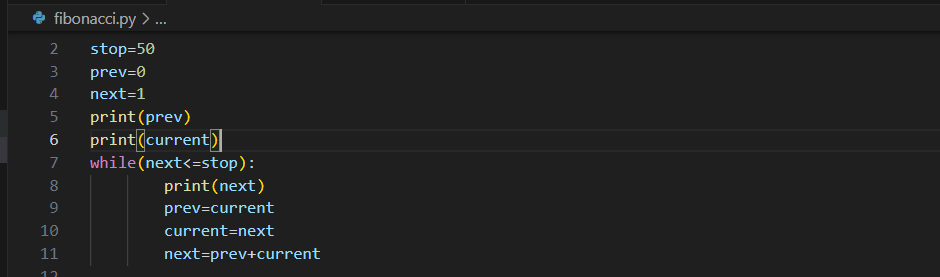 fibonacci.py > ...
2 stop=50
3 prev=0
4 next=1
5 print(prev)
6 print(current)
7 while(next<=stop):
8 print(next)
9 prev=current
10 current=next
11 next=prev+current
12